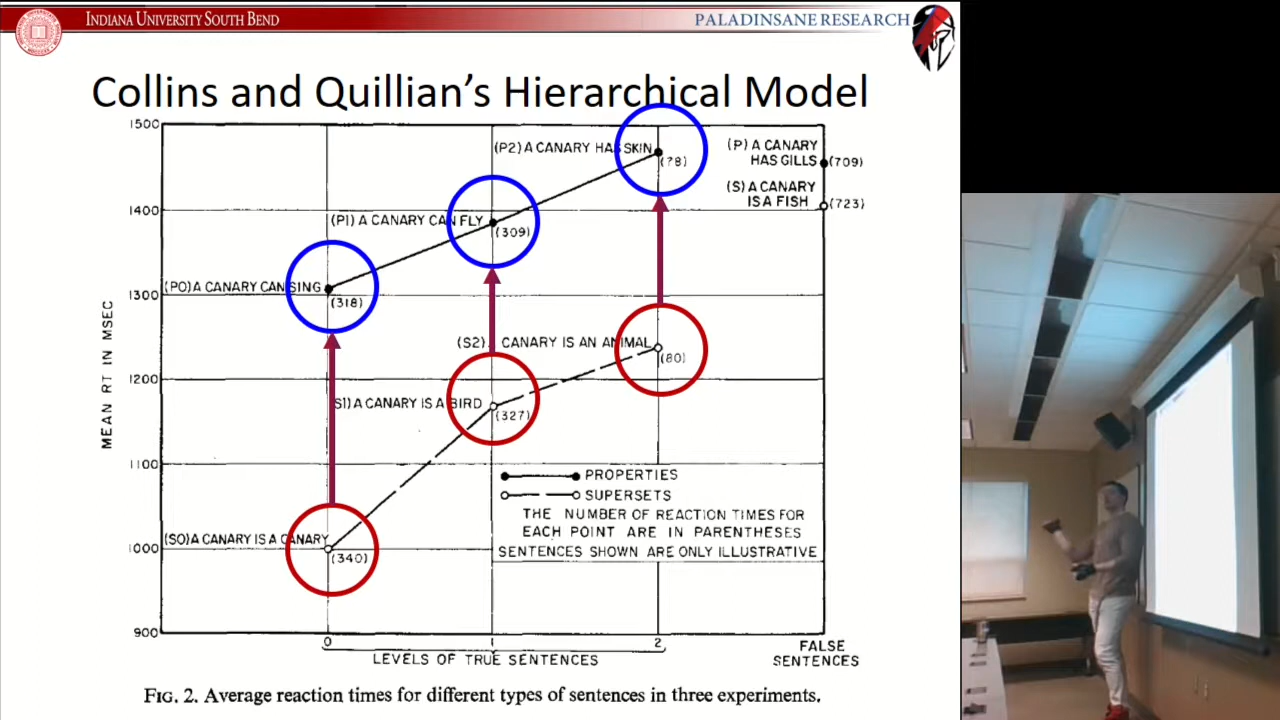 INDIANA UNIVERSITY SOUTH BEND
PALADINSANE RESEARCH
Collins and Quillian's Hierarchical Model
1500
1400
1300
1200
1100
1000
900
MEAN RT IN MSEC
(P2) A CANARY HAS SKIN
(78)
(P) A CANARY
HAS GILLS
(709)
(S) A CANARY
IS A FISH
(723)
(P1) A CANARY CAN FLY
(309)
(P0) A CANARY CAN SING
(318)
(S2) CANARY IS AN ANIMAL
(80)
S1) A CANARY IS A BIRD
(327)
(S0) A CANARY IS A CANARY
(340)
PROPERTIES
SUPERSETS
THE NUMBER OF REACTION TIMES FOR
EACH POINT ARE IN PARENTHESES
SENTENCES SHOWN ARE ONLY ILLUSTRATIVE
0
1
2
LEVELS OF TRUE SENTENCES
FALSE
SENTENCES
FIG. 2. Average reaction times for different types of sentences in three experiments.